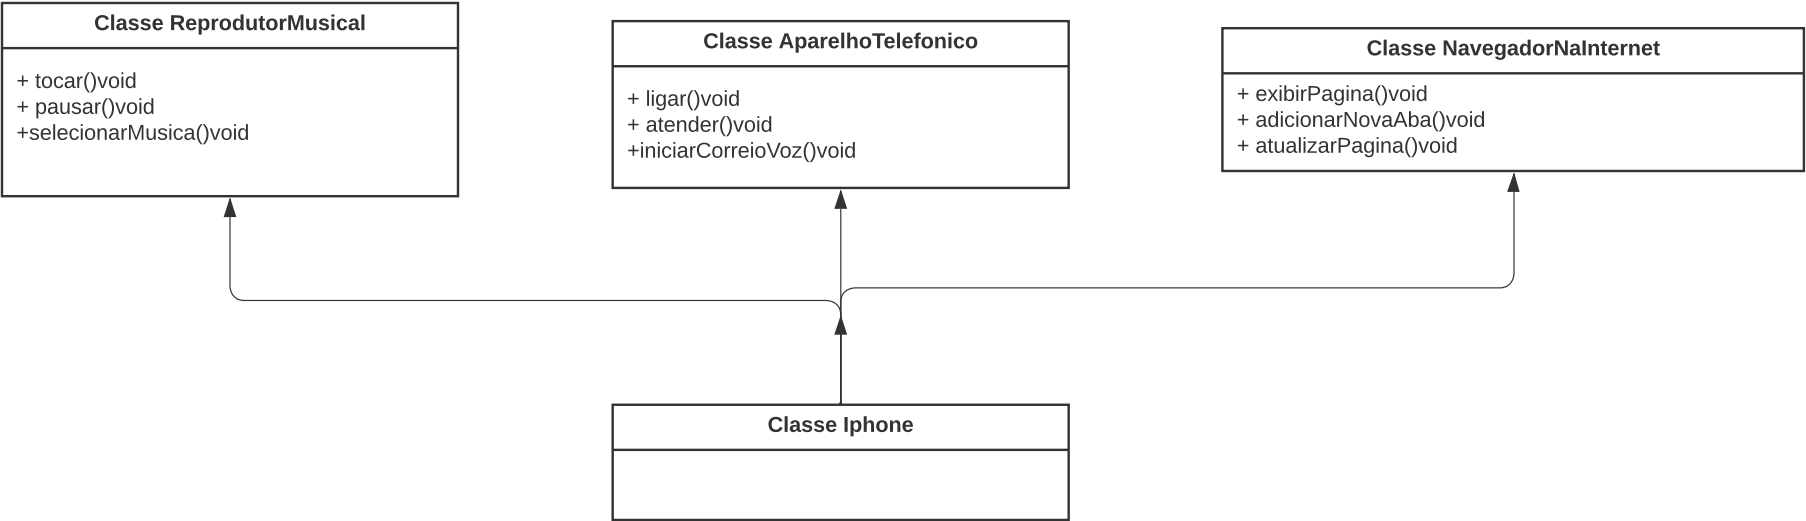 Classe ReprodutorMusical
+ tocar()void
+ pausar()void
+selecionarMusica()void
Classe AparelhoTelefonico
+ ligar()void
+ atender()void
+iniciarCorreioVoz()void
Classe NavegadorNaInternet
+ exibirPagina()void
+ adicionarNovaAba()void
+ atualizarPagina()void
Classe Iphone